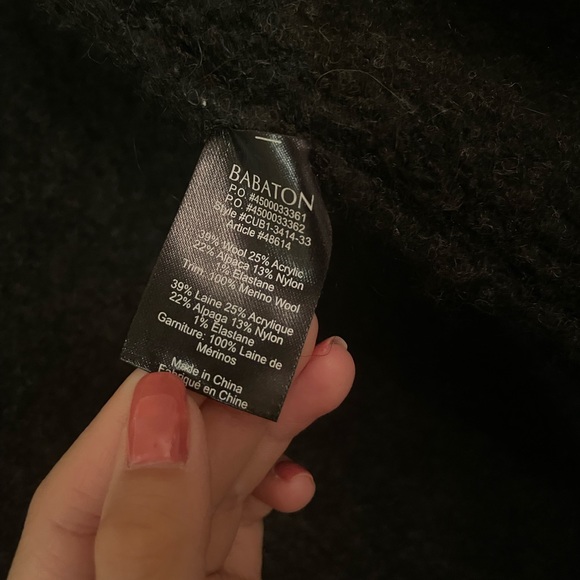 BABATON
P.O. #4500033361
P.O. #4500033362
Style #CUB1-3414-33
Article #48614
39% Wool 25% Acrylic
22% Alpaca 13% Nylon
1% Elastane
Trim: 100% Merino Wool
39% Laine 25% Acrylique
22% Alpaga 13% Nylon
1% Élastane
Garniture: 100% Laine de
Mérinos
Made in China
Fabriqué en Chine